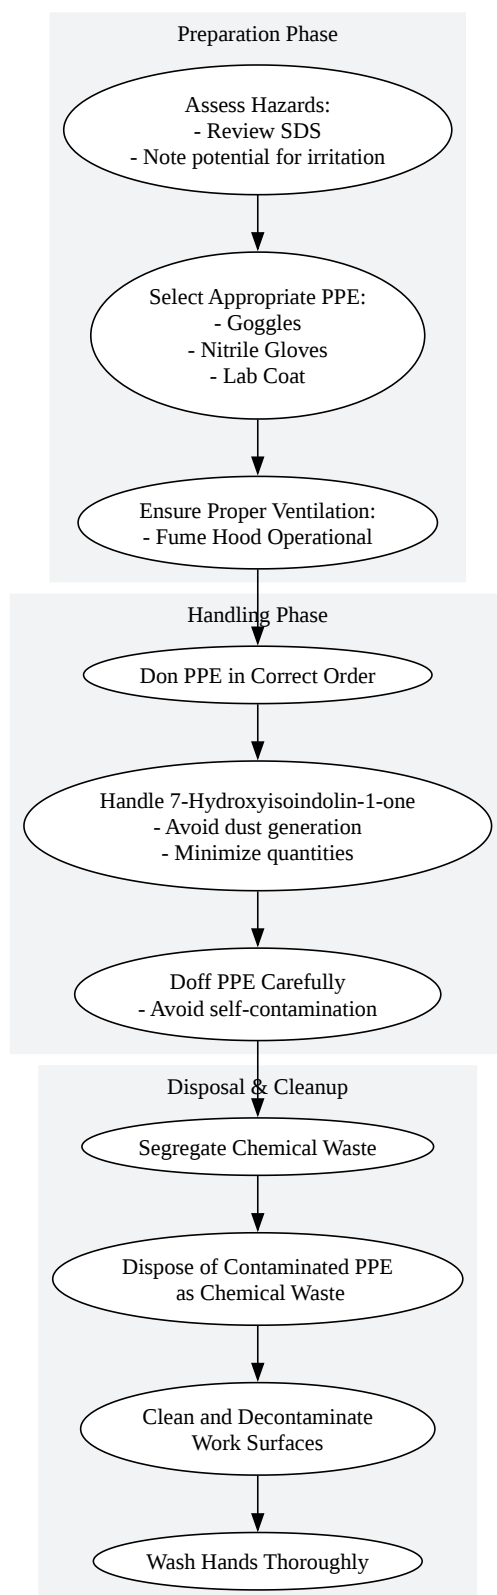 Preparation Phase
Assess Hazards:
- Review SDS
- Note potential for irritation
Select Appropriate PPE:
- Goggles
- Nitrile Gloves
- Lab Coat
Ensure Proper Ventilation:
- Fume Hood Operational
Handling Phase
Don PPE in Correct Order
Handle 7-Hydroxyisoindolin-1-one
- Avoid dust generation
- Minimize quantities
Doff PPE Carefully
- Avoid self-contamination
Disposal & Cleanup
Segregate Chemical Waste
Dispose of Contaminated PPE
as Chemical Waste
Clean and Decontaminate
Work Surfaces
Wash Hands Thoroughly